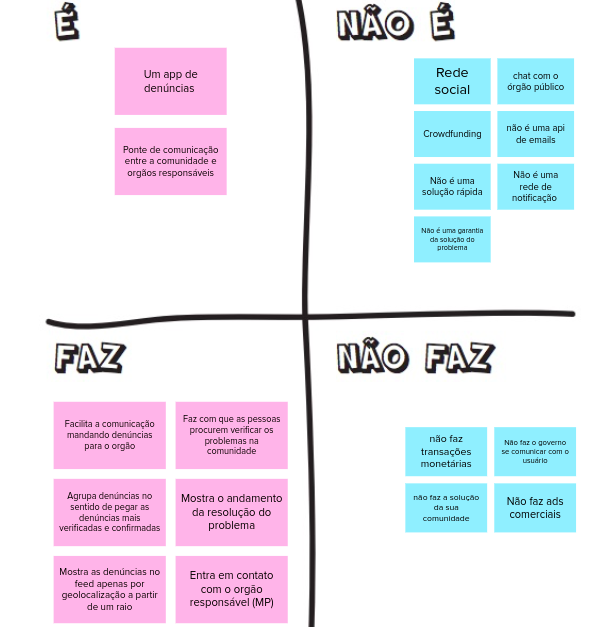 É
Um app de
denúncias
Ponte de comunicação
entre a comunidade e
orgãos responsáveis
NÃO É
Rede
social
chat com o
órgão público
Crowdfunding
não é uma api
de emails
Não é uma
solução rápida
Não é uma
rede de
notificação
Não é uma garantia
da solução do
problema
FAZ
Facilita a comunicação
mandando denúncias
para o orgão
Faz com que as pessoas
procurem verificar os
problemas na
comunidade
Agrupa denúncias no
sentido de pegar as
denúncias mais
verificadas e confirmadas
Mostra o andamento
da resolução do
problema
Mostra as denúncias no
feed apenas por
geolocalização a partir
de um raio
Entra em contato
com o orgão
responsável (MP)
NÃO FAZ
não faz
transações
monetárias
Não faz o governo
se comunicar com o
usuário
não faz a solução
da sua
comunidade
Não faz ads
comerciais